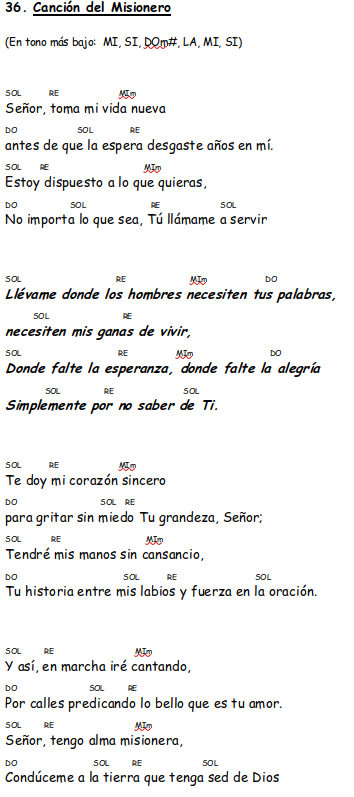 36. Canción del Misionero
(En tono más bajo: MI, SI, DOm#, LA, MI, SI)
SOL RE MIm
Señor, toma mi vida nueva
DO SOL RE
antes de que la espera desgaste años en mí.
SOL RE MIm
Estoy dispuesto a lo que quieras,
DO SOL RE SOL
No importa lo que sea, Tú llámame a servir
SOL RE MIm DO
Llévame donde los hombres necesiten tus palabras,
SOL RE
necesiten mis ganas de vivir,
SOL RE MIm DO
Donde falte la esperanza, donde falte la alegría
SOL RE SOL
Simplemente por no saber de Ti.
SOL RE MIm
Te doy mi corazón sincero
DO SOL RE
para gritar sin miedo Tu grandeza, Señor;
SOL RE MIm
Tendré mis manos sin cansancio,
DO SOL RE SOL
Tu historia entre mis labios y fuerza en la oración.
SOL RE MIm
Y así, en marcha iré cantando,
DO SOL RE
Por calles predicando lo bello que es tu amor.
SOL RE MIm
Señor, tengo alma misionera,
DO SOL RE SOL
Condúceme a la tierra que tenga sed de Dios